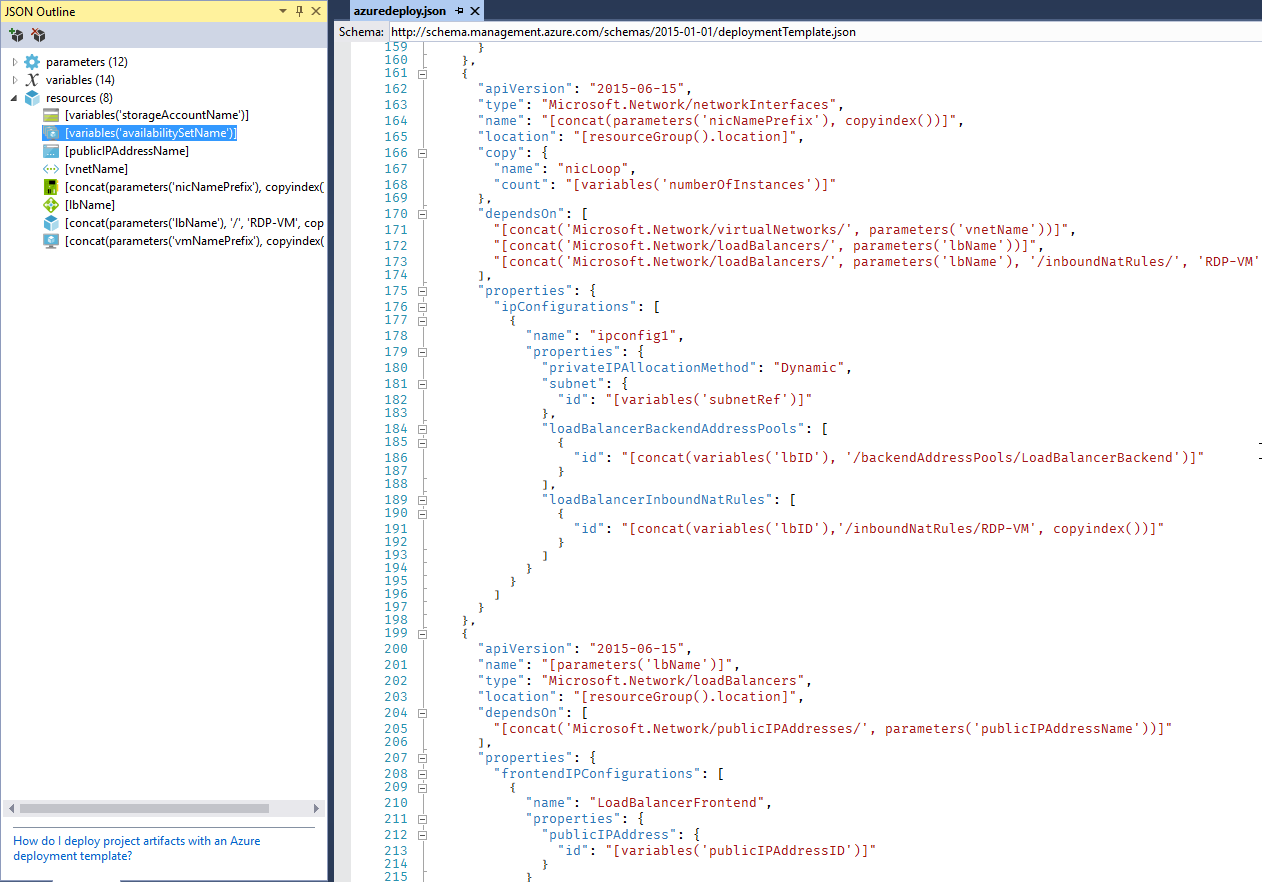 JSON Outline
parameters (12)
variables (14)
resources (8)
[variables('storageAccountName')]
[variables('availabilitySetName')]
[publicIPAddressName]
[vnetName]
[concat(parameters('nicNamePrefix'), copyindex(
[lbName]
[concat(parameters('lbName'), '/', 'RDP-VM', cop
[concat(parameters('vmNamePrefix'), copyindex(
How do I deploy project artifacts with an Azure
deployment template?
azuredeploy.json
Schema: http://schema.management.azure.com/schemas/2015-01-01/deploymentTemplate.json
159 }
160 },
161 {
162 "apiVersion": "2015-06-15",
163 "type": "Microsoft.Network/networkInterfaces",
164 "name": "[concat(parameters('nicNamePrefix'), copyindex())]",
165 "location": "[resourceGroup().location]",
166 "copy": {
167 "name": "nicLoop",
168 "count": "[variables('numberOfInstances')]"
169 },
170 "dependsOn": [
171 "[concat('Microsoft.Network/virtualNetworks/', parameters('vnetName'))]",
172 "[concat('Microsoft.Network/loadBalancers/', parameters('lbName'))]",
173 "[concat('Microsoft.Network/loadBalancers/', parameters('lbName'), '/inboundNatRules/', 'RDP-VM'
174 ],
175 "properties": {
176 "ipConfigurations": [
177 {
178 "name": "ipconfig1",
179 "properties": {
180 "privateIPAllocationMethod": "Dynamic",
181 "subnet": {
182 "id": "[variables('subnetRef')]"
183 },
184 "loadBalancerBackendAddressPools": [
185 {
186 "id": "[concat(variables('lbID'), '/backendAddressPools/LoadBalancerBackend')]"
187 }
188 ],
189 "loadBalancerInboundNatRules": [
190 {
191 "id": "[concat(variables('lbID'),'/inboundNatRules/RDP-VM', copyindex())]"
192 }
193 ]
194 }
195 }
196 ]
197 }
198 },
199 {
200 "apiVersion": "2015-06-15",
201 "name": "[parameters('lbName')]",
202 "type": "Microsoft.Network/loadBalancers",
203 "location": "[resourceGroup().location]",
204 "dependsOn": [
205 "[concat('Microsoft.Network/publicIPAddresses/', parameters('publicIPAddressName'))]"
206 ],
207 "properties": {
208 "frontendIPConfigurations": [
209 {
210 "name": "LoadBalancerFrontend",
211 "properties": {
212 "publicIPAddress": {
213 "id": "[variables('publicIPAddressID')]"
214 }
215 }